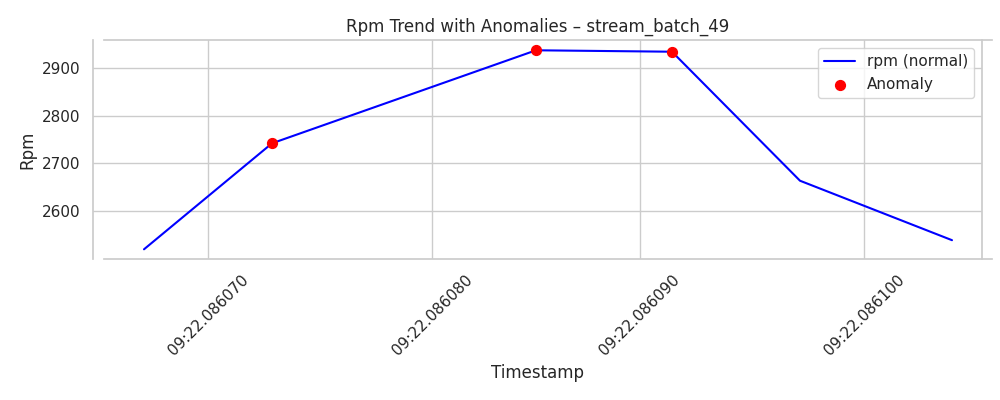 Rpm Trend with Anomalies – stream_batch_49
rpm (normal)
Anomaly
Rpm
2900
2800
2700
2600
09:22.086070
09:22.086080
09:22.086090
09:22.086100
Timestamp